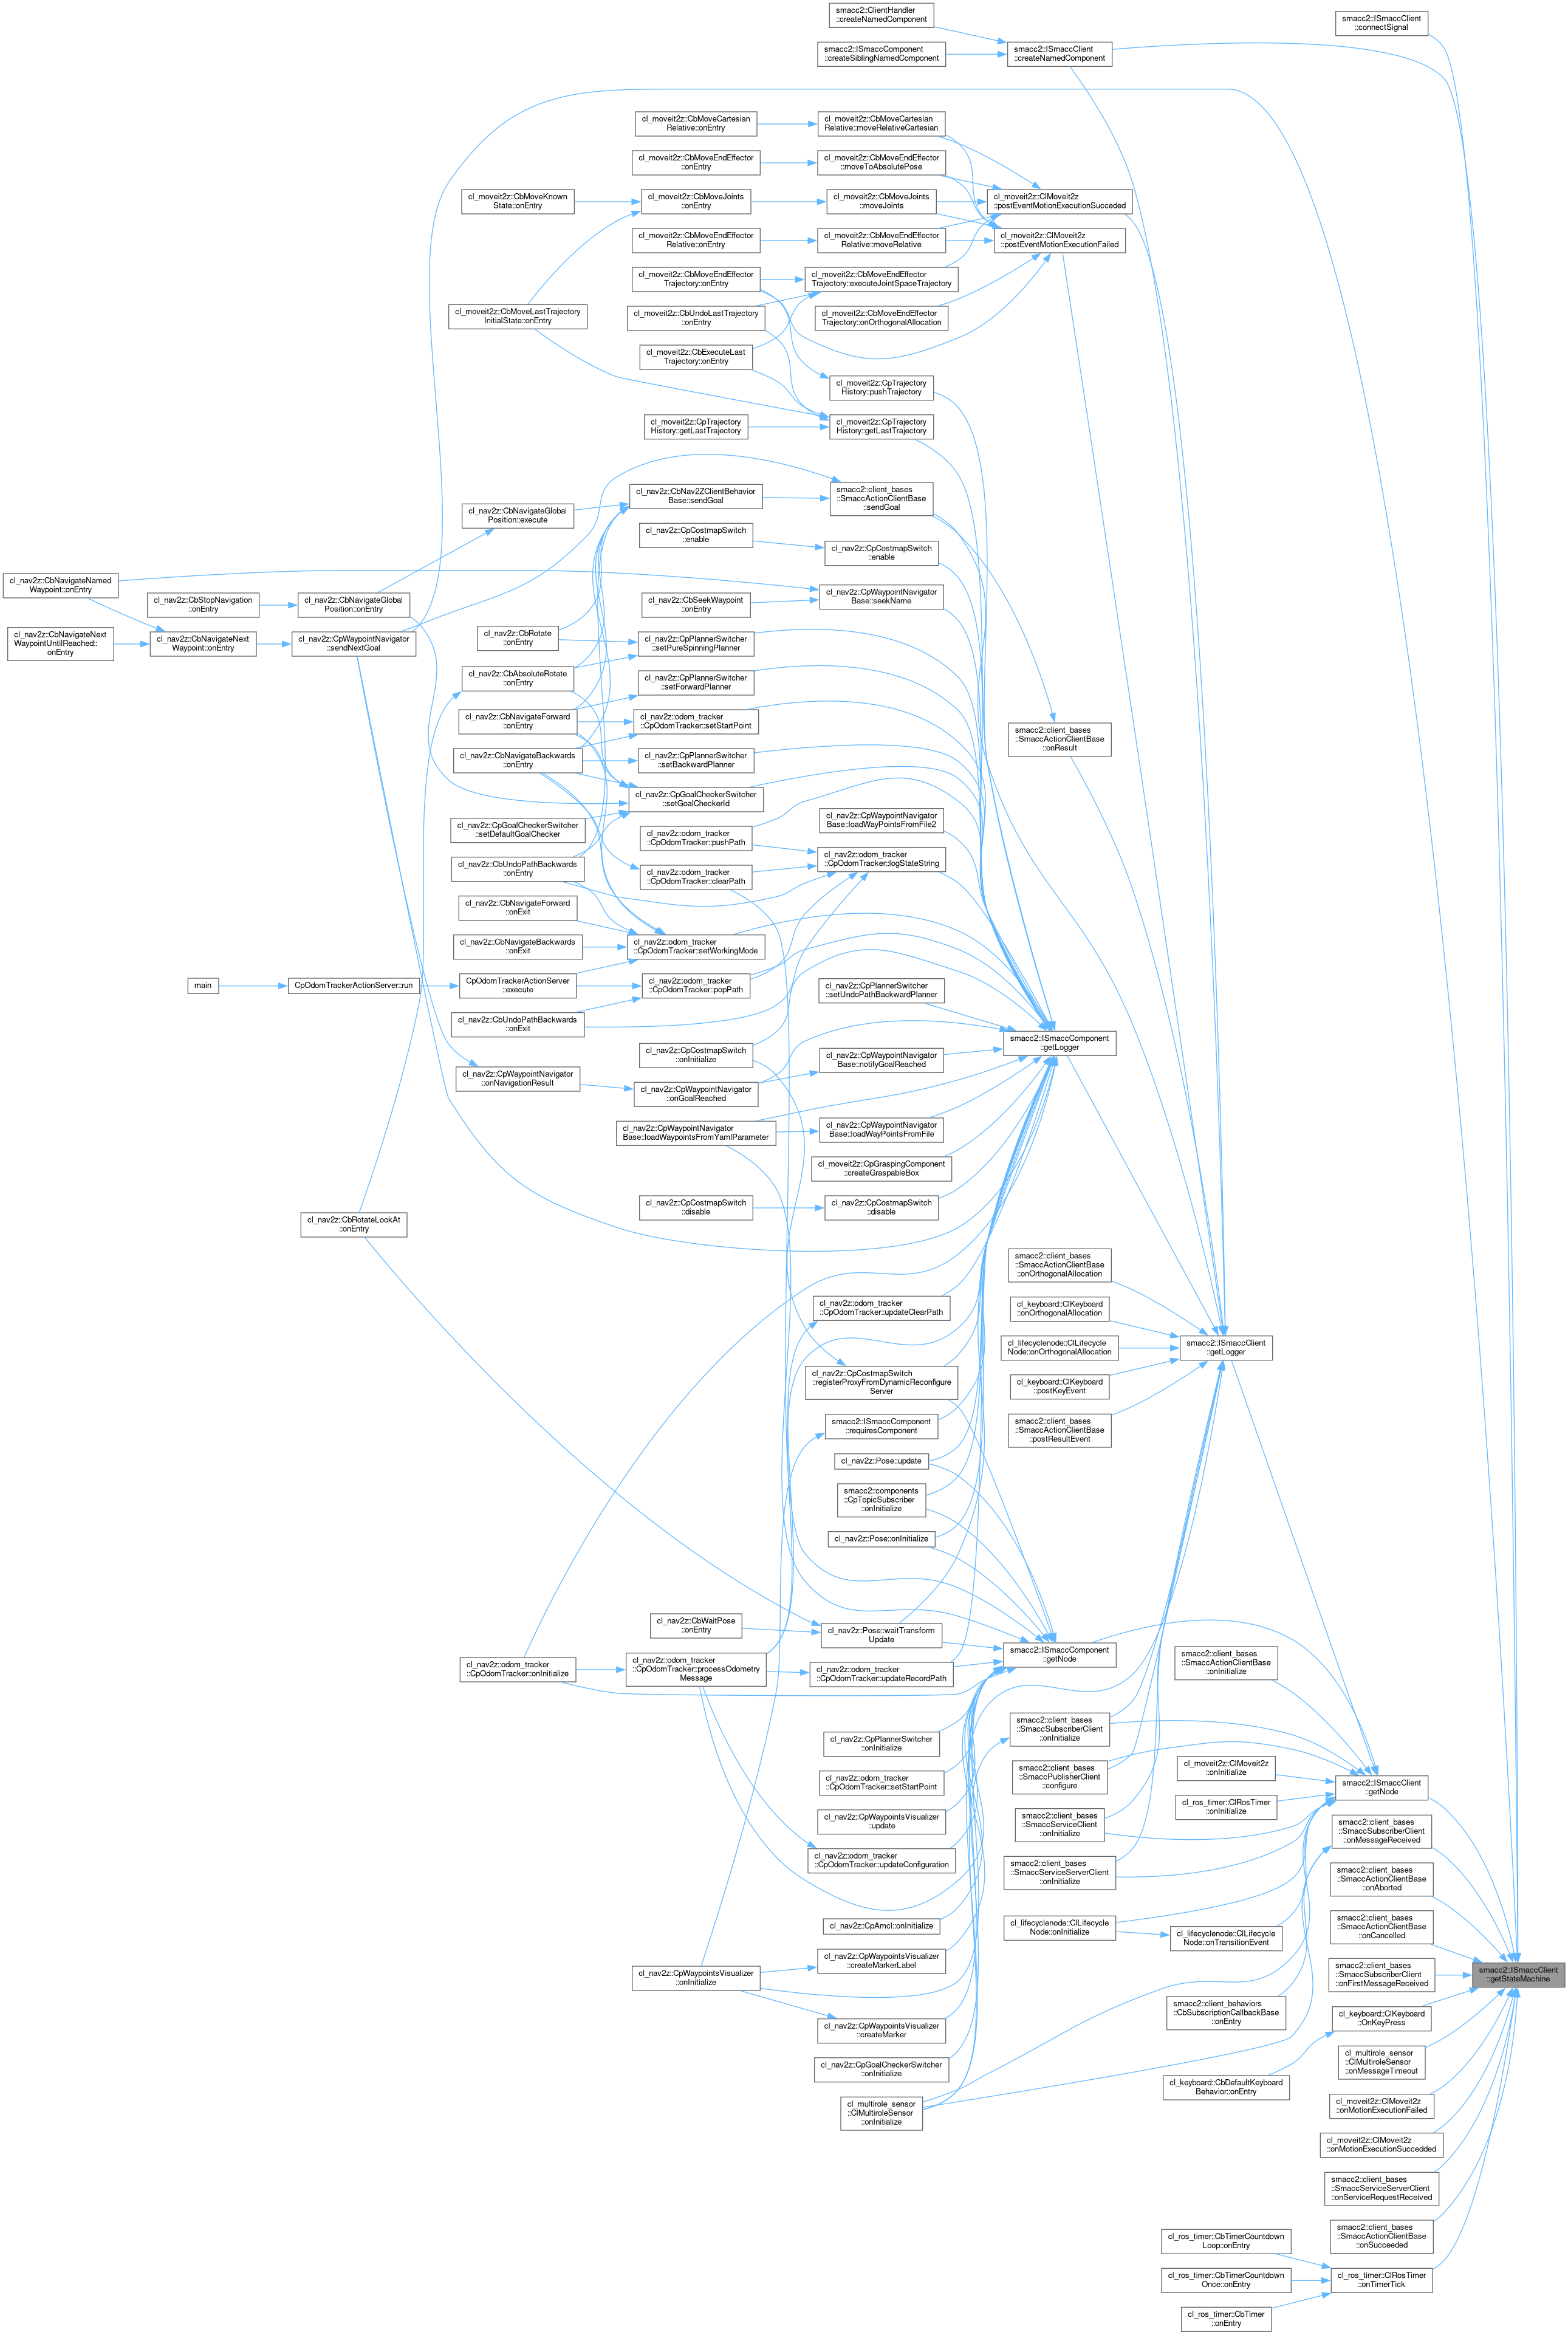 smacc2::ClientHandler
::createNamedComponent
smacc2::ISmaccClient
::connectSignal
smacc2::ISmaccComponent
::createSiblingNamedComponent
smacc2::ISmaccClient
::createNamedComponent
cl_moveit2z::CbMoveCartesian
Relative::onEntry
cl_moveit2z::CbMoveCartesian
Relative::moveRelativeCartesian
cl_moveit2z::CbMoveEndEffector
::onEntry
cl_moveit2z::CbMoveEndEffector
::moveToAbsolutePose
cl_moveit2z::CbMoveKnown
State::onEntry
cl_moveit2z::CbMoveJoints
::onEntry
cl_moveit2z::CbMoveJoints
::moveJoints
cl_moveit2z::ClMoveit2z
::postEventMotionExecutionSucceded
cl_moveit2z::CbMoveEndEffector
Relative::onEntry
cl_moveit2z::CbMoveEndEffector
Relative::moveRelative
cl_moveit2z::ClMoveit2z
::postEventMotionExecutionFailed
cl_moveit2z::CbMoveEndEffector
Trajectory::onEntry
cl_moveit2z::CbMoveEndEffector
Trajectory::executeJointSpaceTrajectory
cl_moveit2z::CbMoveLastTrajectory
InitialState::onEntry
cl_moveit2z::CbUndoLastTrajectory
::onEntry
cl_moveit2z::CbMoveEndEffector
Trajectory::onOrthogonalAllocation
cl_moveit2z::CbExecuteLast
Trajectory::onEntry
cl_moveit2z::CpTrajectory
History::pushTrajectory
cl_moveit2z::CpTrajectory
History::getLastTrajectory
cl_moveit2z::CpTrajectory
History::getLastTrajectory
cl_nav2z::CbNav2ZClientBehavior
Base::sendGoal
smacc2::client_bases
::SmaccActionClientBase
::sendGoal
cl_nav2z::CbNavigateGlobal
Position::execute
cl_nav2z::CpCostmapSwitch
::enable
cl_nav2z::CpCostmapSwitch
::enable
cl_nav2z::CbNavigateNamed
Waypoint::onEntry
cl_nav2z::CbStopNavigation
::onEntry
cl_nav2z::CbNavigateGlobal
Position::onEntry
cl_nav2z::CbSeekWaypoint
::onEntry
cl_nav2z::CpWaypointNavigator
Base::seekName
cl_nav2z::CbNavigateNext
WaypointUntilReached::
onEntry
cl_nav2z::CbNavigateNext
Waypoint::onEntry
cl_nav2z::CpWaypointNavigator
::sendNextGoal
cl_nav2z::CbRotate
::onEntry
cl_nav2z::CpPlannerSwitcher
::setPureSpinningPlanner
cl_nav2z::CbAbsoluteRotate
::onEntry
cl_nav2z::CpPlannerSwitcher
::setForwardPlanner
cl_nav2z::CbNavigateForward
::onEntry
cl_nav2z::odom_tracker
::CpOdomTracker::setStartPoint
smacc2::client_bases
::SmaccActionClientBase
::onResult
cl_nav2z::CbNavigateBackwards
::onEntry
cl_nav2z::CpPlannerSwitcher
::setBackwardPlanner
cl_nav2z::CpGoalCheckerSwitcher
::setGoalCheckerId
cl_nav2z::CpGoalCheckerSwitcher
::setDefaultGoalChecker
cl_nav2z::odom_tracker
::CpOdomTracker::pushPath
cl_nav2z::CpWaypointNavigator
Base::loadWayPointsFromFile2
cl_nav2z::CbUndoPathBackwards
::onEntry
cl_nav2z::odom_tracker
::CpOdomTracker::clearPath
cl_nav2z::odom_tracker
::CpOdomTracker::logStateString
cl_nav2z::CbNavigateForward
::onExit
cl_nav2z::CbNavigateBackwards
::onExit
cl_nav2z::odom_tracker
::CpOdomTracker::setWorkingMode
main
CpOdomTrackerActionServer::run
CpOdomTrackerActionServer
::execute
cl_nav2z::odom_tracker
::CpOdomTracker::popPath
cl_nav2z::CpPlannerSwitcher
::setUndoPathBackwardPlanner
cl_nav2z::CbUndoPathBackwards
::onExit
smacc2::ISmaccComponent
::getLogger
cl_nav2z::CpCostmapSwitch
::onInitialize
cl_nav2z::CpWaypointNavigator
Base::notifyGoalReached
cl_nav2z::CpWaypointNavigator
::onNavigationResult
cl_nav2z::CpWaypointNavigator
::onGoalReached
cl_nav2z::CpWaypointNavigator
Base::loadWaypointsFromYamlParameter
cl_nav2z::CpWaypointNavigator
Base::loadWayPointsFromFile
cl_moveit2z::CpGraspingComponent
::createGraspableBox
cl_nav2z::CpCostmapSwitch
::disable
cl_nav2z::CpCostmapSwitch
::disable
cl_nav2z::CbRotateLookAt
::onEntry
smacc2::client_bases
::SmaccActionClientBase
::onOrthogonalAllocation
cl_nav2z::odom_tracker
::CpOdomTracker::updateClearPath
cl_keyboard::ClKeyboard
::onOrthogonalAllocation
cl_lifecyclenode::ClLifecycle
Node::onOrthogonalAllocation
smacc2::ISmaccClient
::getLogger
cl_nav2z::CpCostmapSwitch
::registerProxyFromDynamicReconfigure
Server
cl_keyboard::ClKeyboard
::postKeyEvent
smacc2::ISmaccComponent
::requiresComponent
smacc2::client_bases
::SmaccActionClientBase
::postResultEvent
cl_nav2z::Pose::update
smacc2::components
::CpTopicSubscriber
::onInitialize
cl_nav2z::Pose::onInitialize
cl_nav2z::CbWaitPose
::onEntry
cl_nav2z::Pose::waitTransform
Update
smacc2::ISmaccComponent
::getNode
cl_nav2z::odom_tracker
::CpOdomTracker::onInitialize
cl_nav2z::odom_tracker
::CpOdomTracker::processOdometry
Message
cl_nav2z::odom_tracker
::CpOdomTracker::updateRecordPath
smacc2::client_bases
::SmaccActionClientBase
::onInitialize
cl_nav2z::CpPlannerSwitcher
::onInitialize
smacc2::client_bases
::SmaccSubscriberClient
::onInitialize
cl_nav2z::odom_tracker
::CpOdomTracker::setStartPoint
smacc2::client_bases
::SmaccPublisherClient
::configure
cl_moveit2z::ClMoveit2z
::onInitialize
smacc2::ISmaccClient
::getNode
cl_ros_timer::ClRosTimer
::onInitialize
cl_nav2z::CpWaypointsVisualizer
::update
smacc2::client_bases
::SmaccServiceClient
::onInitialize
smacc2::client_bases
::SmaccSubscriberClient
::onMessageReceived
cl_nav2z::odom_tracker
::CpOdomTracker::updateConfiguration
smacc2::client_bases
::SmaccServiceServerClient
::onInitialize
smacc2::client_bases
::SmaccActionClientBase
::onAborted
cl_nav2z::CpAmcl::onInitialize
cl_lifecyclenode::ClLifecycle
Node::onInitialize
cl_lifecyclenode::ClLifecycle
Node::onTransitionEvent
smacc2::client_bases
::SmaccActionClientBase
::onCancelled
cl_nav2z::CpWaypointsVisualizer
::onInitialize
cl_nav2z::CpWaypointsVisualizer
::createMarkerLabel
smacc2::client_bases
::SmaccSubscriberClient
::onFirstMessageReceived
smacc2::ISmaccClient
::getStateMachine
cl_nav2z::CpWaypointsVisualizer
::createMarker
smacc2::client_behaviors
::CbSubscriptionCallbackBase
::onEntry
cl_keyboard::ClKeyboard
::OnKeyPress
cl_nav2z::CpGoalCheckerSwitcher
::onInitialize
cl_multirole_sensor
::ClMultiroleSensor
::onMessageTimeout
cl_keyboard::CbDefaultKeyboard
Behavior::onEntry
cl_multirole_sensor
::ClMultiroleSensor
::onInitialize
cl_moveit2z::ClMoveit2z
::onMotionExecutionFailed
cl_moveit2z::ClMoveit2z
::onMotionExecutionSuccedded
smacc2::client_bases
::SmaccServiceServerClient
::onServiceRequestReceived
smacc2::client_bases
::SmaccActionClientBase
::onSucceeded
cl_ros_timer::CbTimerCountdown
Loop::onEntry
cl_ros_timer::CbTimerCountdown
Once::onEntry
cl_ros_timer::ClRosTimer
::onTimerTick
cl_ros_timer::CbTimer
::onEntry